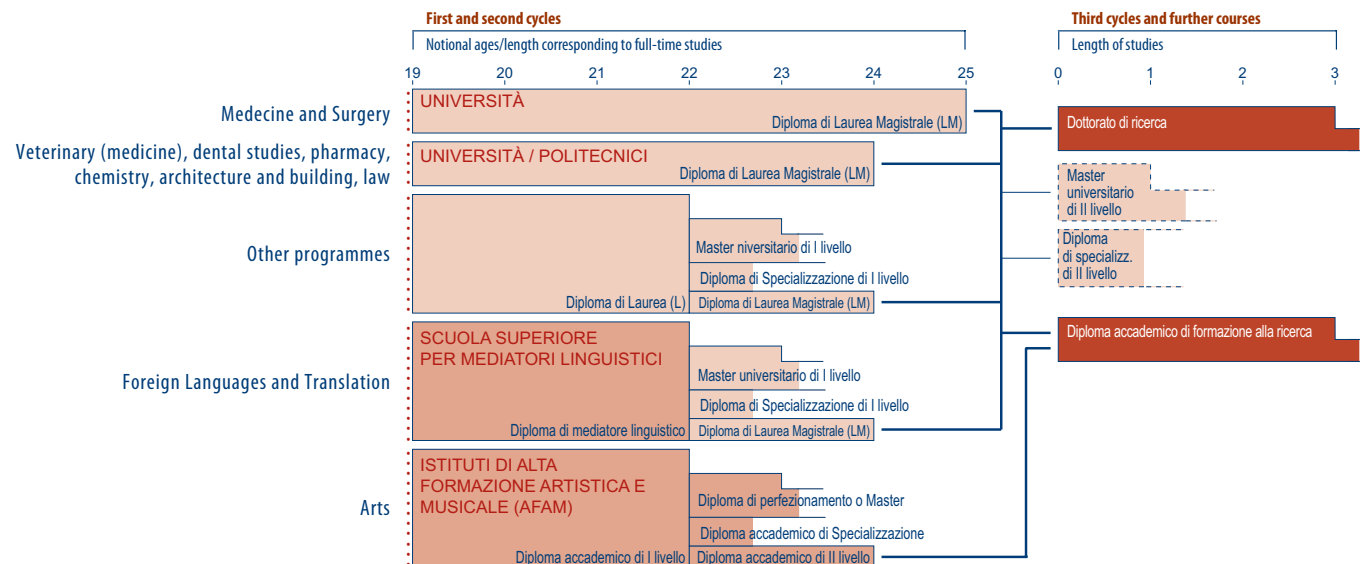 First and second cycles
Notional ages/length corresponding to full-time studies
19 20 21 22 23 24 25
Third cycles and further courses
Length of studies
0 1 2 3
Medecine and Surgery
UNIVERSITÀ
Diploma di Laurea Magistrale (LM)
Veterinary (medicine), dental studies, pharmacy,
chemistry, architecture and building, law
UNIVERSITÀ / POLITECNICI
Diploma di Laurea Magistrale (LM)
Other programmes
Master niversitario di I livello
Diploma di Specializzazione di I livello
Diploma di Laurea (L)
Diploma di Laurea Magistrale (LM)
Foreign Languages and Translation
SCUOLA SUPERIORE
PER MEDIATORI LINGUISTICI
Master universitario di I livello
Diploma di Specializzazione di I livello
Diploma di mediatore linguistico
Diploma di Laurea Magistrale (LM)
Arts
ISTITUTI DI ALTA
FORMAZIONE ARTISTICA E
MUSICALE (AFAM)
Diploma di perfezionamento o Master
Diploma accademico di Specializzazione
Diploma accademico di I livello
Diploma accademico di II livello
Dottorato di ricerca
Master
universitario
di II livello
Diploma
di specializz.
di II livello
Diploma accademico di formazione alla ricerca